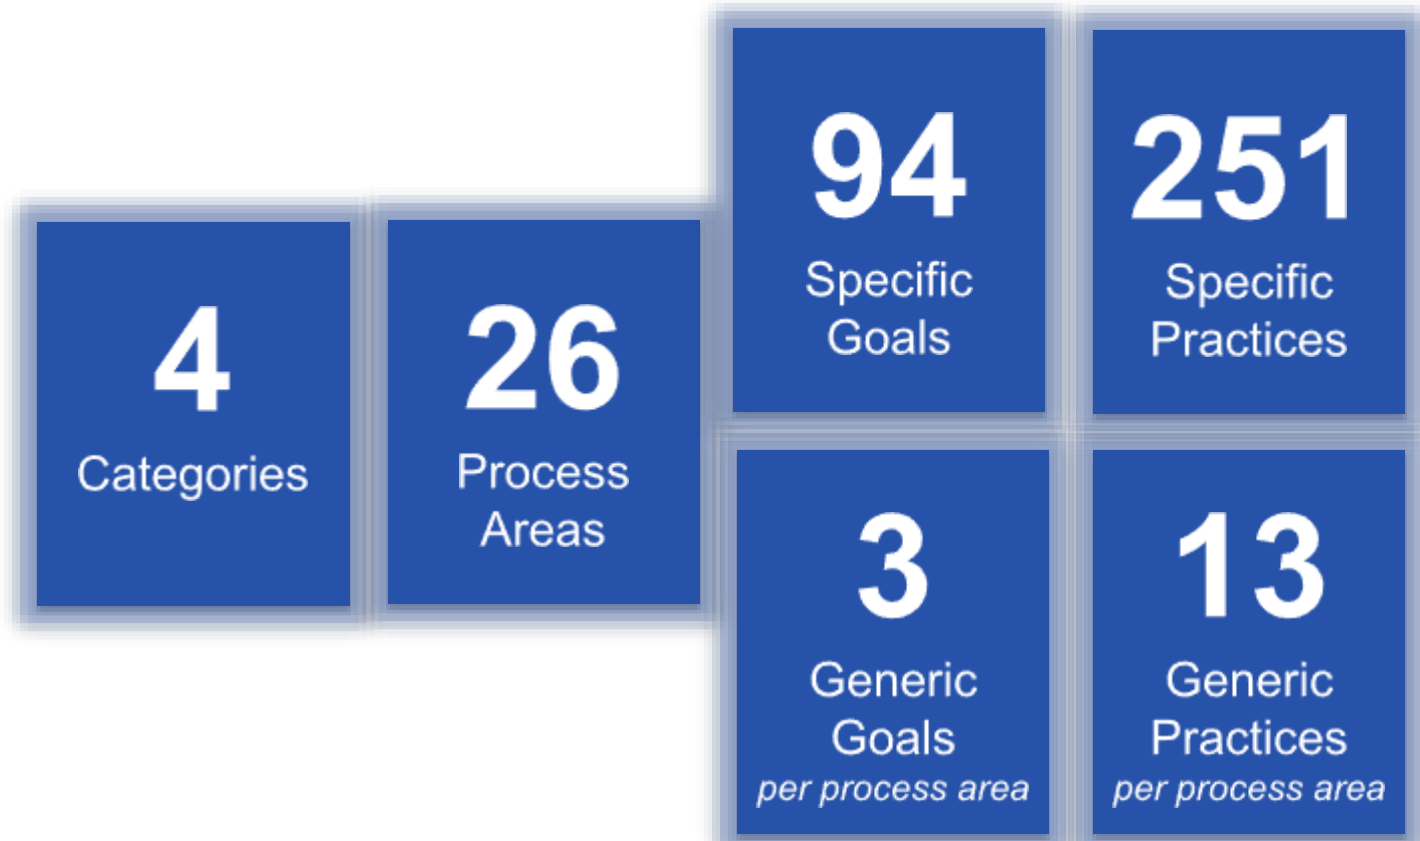 4
Categories
26
Process
Areas
94
Specific
Goals
251
Specific
Practices
3
Generic
Goals
per process area
13
Generic
Practices
per process area